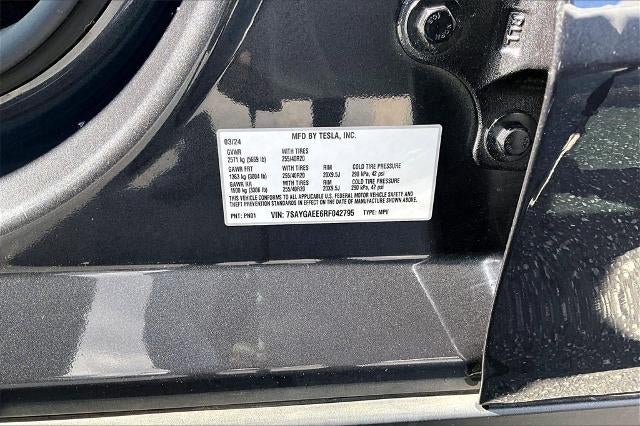 MFD BY TESLA, INC.
03/24
GVWR WITH TIRES
2571 kg (5669 lb) 255/40R20
GAWR FRT WITH TIRES RIM COLD TIRE PRESSURE
1363 kg (3004 lb) 255/40R20 20X9.5J 290 kPa, 42 psi
GAWR RR WITH TIRES RIM COLD TIRE PRESSURE
1508 kg (3306 lb) 255/40R20 20X9.5J 290 kPa, 42 psi
THIS VEHICLE CONFORMS TO ALL APPLICABLE U.S. FEDERAL MOTOR VEHICLE SAFETY AND
THEFT PREVENTION STANDARDS IN EFFECT ON THE DATE OF MANUFACTURE SHOWN ABOVE.
PNT: PN01 VIN: 7SAYGAEE6RF042795 TYPE: MPV